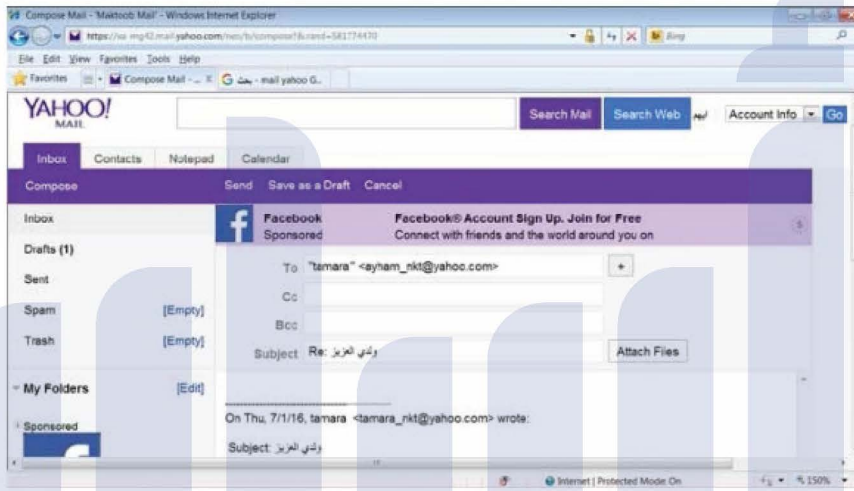 Compose Mail - 'Maktoob Mail' - Windows Internet Explorer
Bing
File Edit View Favorites Tools Help
Favorites Compose Mail - ... X بحث - mail yahoo G...
YAHOO!
MAIL
Search Mail Search Web Account Info Go
Inbox Contacts Notepad Calendar
Compose Send Save as a Draft Cancel
Inbox
Drafts (1)
Sent
Spam [Empty]
Trash [Empty]
My Folders [Edit]
Sponsored
Facebook Facebook® Account Sign Up. Join for Free
Sponsored Connect with friends and the world around you on
To "tamara" <ayham_nkt@yahoo.com> +
Cc
Bcc
Subject Re: ولدي العزيز Attach Files
On Thu, 7/1/16, tamara <tamara_nkt@yahoo.com> wrote:
Subject: ولدي العزيز
Internet | Protected Mode: On 150%